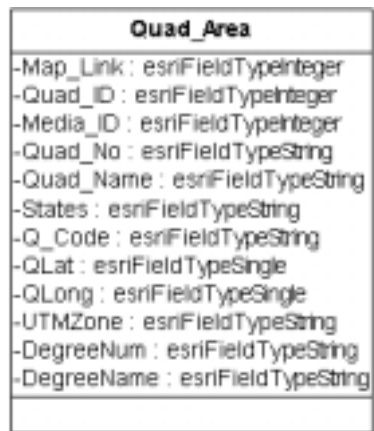 Quad_Area
-Map_Link : esriFieldTypeInteger
-Quad_ID : esriFieldTypeInteger
-Media_ID : esriFieldTypeInteger
-Quad_No : esriFieldTypeString
-Quad_Name : esriFieldTypeString
-States : esriFieldTypeString
-Q_Code : esriFieldTypeString
-QLat : esriFieldTypeSingle
-QLong : esriFieldTypeSingle
-UTMZone : esriFieldTypeString
-DegreeNum : esriFieldTypeString
-DegreeName : esriFieldTypeString